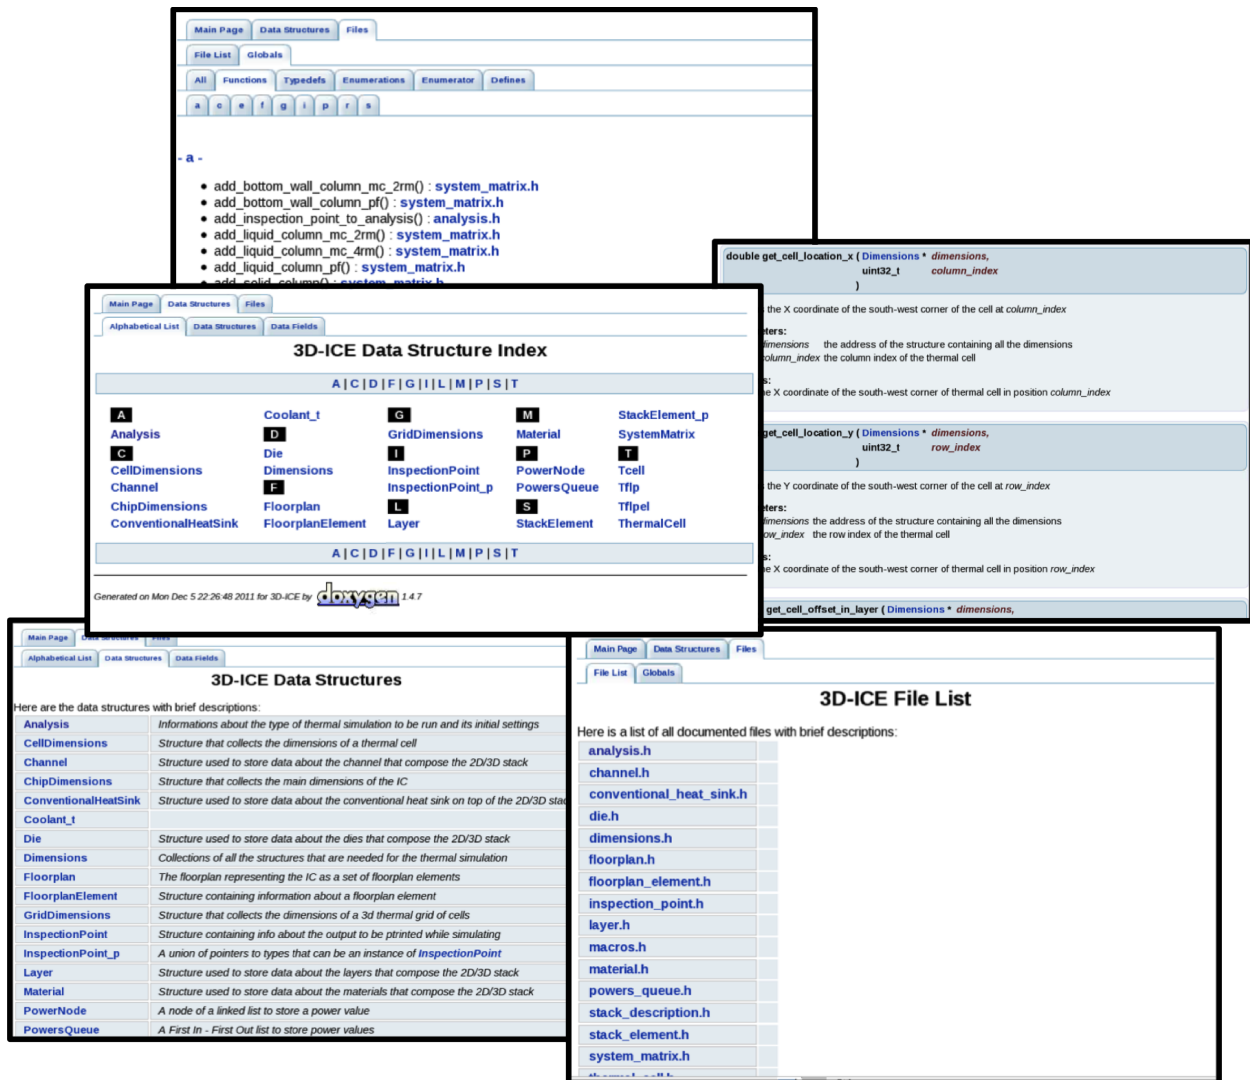 Main Page Data Structures Files
File List Globals
All Functions Typedefs Enumerations Enumerator Defines
a c e f g i p r s
- a -
add_bottom_wall_column_mc_2rm() : system_matrix.h
add_bottom_wall_column_pf() : system_matrix.h
add_inspection_point_to_analysis() : analysis.h
add_liquid_column_mc_2rm() : system_matrix.h
add_liquid_column_mc_4rm() : system_matrix.h
add_liquid_column_pf() : system_matrix.h
add_solid_column() : system_matrix.h
double get_cell_location_x ( Dimensions * dimensions,
uint32_t column_index
)
the X coordinate of the south-west corner of the cell at column_index
dimensions the address of the structure containing all the dimensions
column_index the column index of the thermal cell
X coordinate of the south-west corner of thermal cell in position column_index
get_cell_location_y ( Dimensions * dimensions,
uint32_t row_index
)
the Y coordinate of the south-west corner of the cell at row_index
dimensions the address of the structure containing all the dimensions
row_index the row index of the thermal cell
X coordinate of the south-west corner of thermal cell in position row_index
get_cell_offset_in_layer ( Dimensions * dimensions,
Main Page Data Structures Files
Alphabetical List Data Structures Data Fields
3D-ICE Data Structure Index
A | C | D | F | G | I | L | M | P | S | T
A Coolant_t G M StackElement_p
Analysis D GridDimensions Material SystemMatrix
C Die I P T
CellDimensions Dimensions InspectionPoint PowerNode Tcell
Channel F InspectionPoint_p PowersQueue Tflp
ChipDimensions Floorplan L S Tflpel
ConventionalHeatSink FloorplanElement Layer StackElement ThermalCell
A | C | D | F | G | I | L | M | P | S | T
Generated on Mon Dec 5 22:26:48 2011 for 3D-ICE by doxygen 1.4.7
Main Page Data Structures Files
Alphabetical List Data Structures Data Fields
3D-ICE Data Structures
Here are the data structures with brief descriptions:
Analysis Informations about the type of thermal simulation to be run and its initial settings
CellDimensions Structure that collects the dimensions of a thermal cell
Channel Structure used to store data about the channel that compose the 2D/3D stack
ChipDimensions Structure that collects the main dimensions of the IC
ConventionalHeatSink Structure used to store data about the conventional heat sink on top of the 2D/3D stac
Coolant_t
Die Structure used to store data about the dies that compose the 2D/3D stack
Dimensions Collections of all the structures that are needed for the thermal simulation
Floorplan The floorplan representing the IC as a set of floorplan elements
FloorplanElement Structure containing information about a floorplan element
GridDimensions Structure that collects the dimensions of a 3d thermal grid of cells
InspectionPoint Structure containing info about the output to be ptrinted while simulating
InspectionPoint_p A union of pointers to types that can be an instance of InspectionPoint
Layer Structure used to store data about the layers that compose the 2D/3D stack
Material Structure used to store data about the materials that compose the 2D/3D stack
PowerNode A node of a linked list to store a power value
PowersQueue A First In - First Out list to store power values
Main Page Data Structures Files
File List Globals
3D-ICE File List
Here is a list of all documented files with brief descriptions:
analysis.h
channel.h
conventional_heat_sink.h
die.h
dimensions.h
floorplan.h
floorplan_element.h
inspection_point.h
layer.h
macros.h
material.h
powers_queue.h
stack_description.h
stack_element.h
system_matrix.h